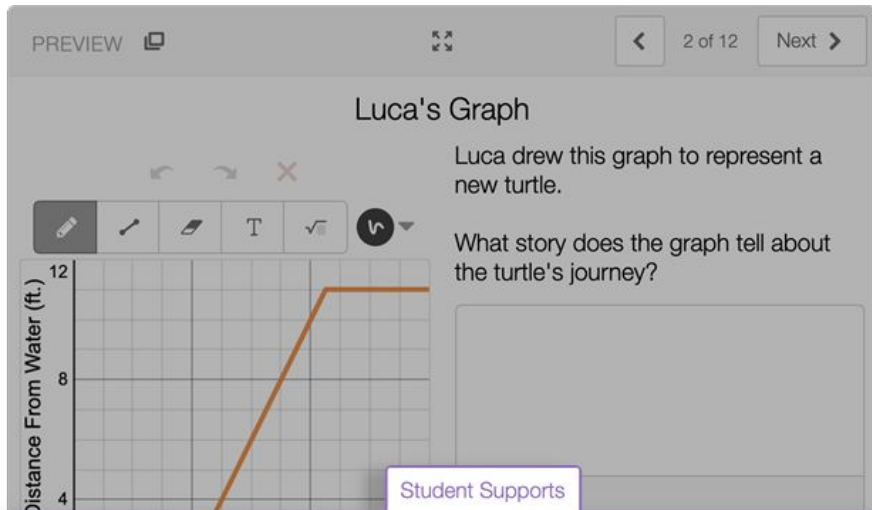 PREVIEW
2 of 12
Next
Luca's Graph
Luca drew this graph to represent a
new turtle.
What story does the graph tell about
the turtle's journey?
T
√
Distance From Water (ft.)
12
8
4
Student Supports